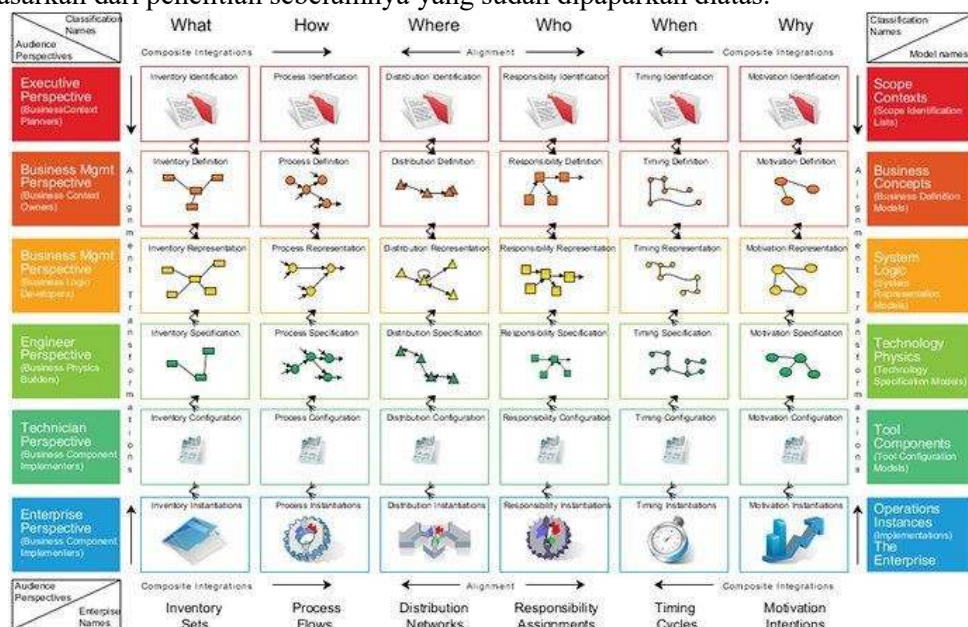 dari penelitian sebelumnya yang sudah dipaparkan diatas.
Classification
Names
Audience
Perspectives
What
How
Where
Who
When
Why
Classification
Names
Model names
Composite Integrations
Alignment
Composite Integrations
Executive
Perspective
(BusinessContext
Planners)
Inventory Identification
Process Identification
Distribution Identification
Responsibility Identification
Timing Identification
Motivation Identification
Scope
Contexts
(Scope Identification
Lists)
Alignment Transformations
Business Mgmt
Perspective
(Business Context
Owners)
Inventory Definition
Process Definition
Distribution Definition
Responsibility Definition
Timing Definition
Motivation Definition
Business
Concepts
(Business Definition
Models)
Alignment Transformations
Business Mgmt
Perspective
(Business Logic
Developers)
Inventory Representation
Process Representation
Distribution Representation
Responsibility Representation
Timing Representation
Motivation Representation
System
Logic
(System
Representation
Models)
Engineer
Perspective
(Business Physics
Builders)
Inventory Specification
Process Specification
Distribution Specification
Responsibility Specification
Timing Specification
Motivation Specification
Technology
Physics
(Technology
Specification Models)
Technician
Perspective
(Business Component
Implementers)
Inventory Configuration
Process Configuration
Distribution Configuration
Responsibility Configuration
Timing Configuration
Motivation Configuration
Tool
Components
(Tool Configuration
Models)
Enterprise
Perspective
(Business Component
Implementers)
Inventory Instantiations
Process Instantiations
Distribution Instantiations
Responsibility Instantiations
Timing Instantiations
Motivation Instantiations
Operations
Instances
(Implementations)
The
Enterprise
Audience
Perspectives
Enterprise
Names
Composite Integrations
Alignment
Composite Integrations
Inventory
Sets
Process
Flows
Distribution
Networks
Responsibility
Assignments
Timing
Cycles
Motivation
Intentions